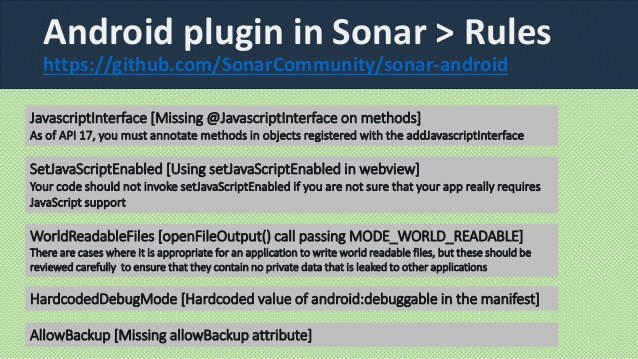 Android plugin in Sonar > Rules
https://github.com/SonarCommunity/sonar-android
JavascriptInterface [Missing @JavascriptInterface on methods]
As of API 17, you must annotate methods in objects registered with the addJavascriptInterface
SetJavaScriptEnabled [Using setJavaScriptEnabled in webview]
Your code should not invoke setJavaScriptEnabled if you are not sure that your app really requires
JavaScript support
WorldReadableFiles [openFileOutput() call passing MODE_WORLD_READABLE]
There are cases where it is appropriate for an application to write world readable files, but these should be
reviewed carefully to ensure that they contain no private data that is leaked to other applications
HardcodedDebugMode [Hardcoded value of android:debuggable in the manifest]
AllowBackup [Missing allowBackup attribute]